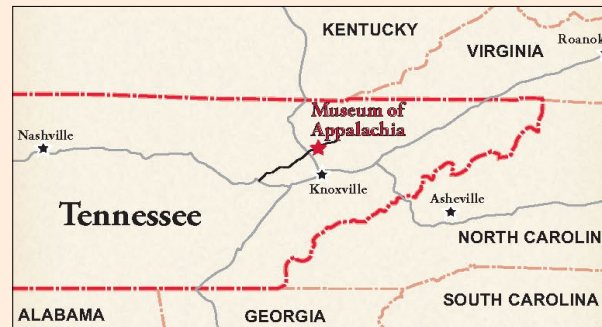 KENTUCKY
VIRGINIA
Roanok
Museum of
Appalachia
Nashville
Knoxville
Asheville
Tennessee
NORTH CAROLIN
SOUTH CAROLINA
ALABAMA
GEORGIA